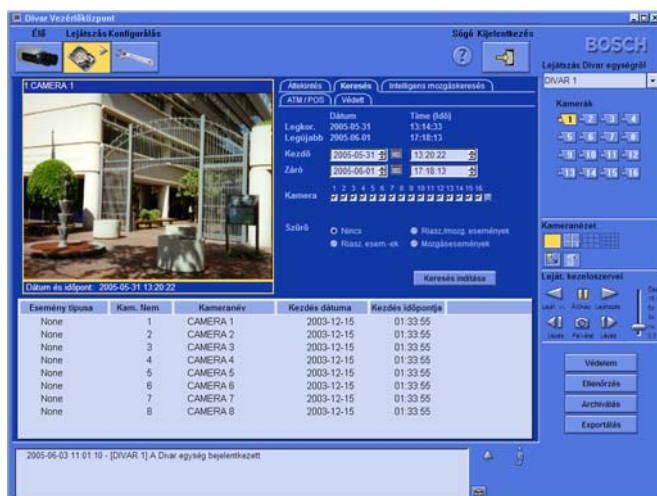 Divar Vezérlőközpont
Élő Lejátszás Konfigurálás Súgó Kijelentkezés
BOSCH
Lejátszás Divar egységről
DIVAR 1
Kamerák
1 2 3 4
5 6 7 8
9 10 11 12
13 14 15 16
1 CAMERA 1
Áttekintés Keresés Intelligens mozgáskeresés
ATM / POS Védett
Dátum Time (Idő)
Legkor. 2005-05-31 13:14:33
Legújabb 2005-06-01 17:18:13
Kezdő 2005-05-31 13:20:22
Záró 2005-06-01 17:18:13
1 2 3 4 5 6 7 8 9 10 11 12 13 14 15 16
Kamera
Szűrő Nincs Riasz./mozg. események
Riasz. esem.-ek Mozgásesemények
Keresés indítása
Dátum és időpont: 2005-05-31 13:20:22
Kameranézet
Leját. kezeloszervei
Esemény típusa Kam. Nem Kameranév Kezdés dátuma Kezdés időpontja
None 1 CAMERA 1 2003-12-15 01:33:55
None 2 CAMERA 2 2003-12-15 01:33:55
None 3 CAMERA 3 2003-12-15 01:33:55
None 4 CAMERA 4 2003-12-15 01:33:55
None 5 CAMERA 5 2003-12-15 01:33:55
None 6 CAMERA 6 2003-12-15 01:33:55
None 7 CAMERA 7 2003-12-15 01:33:55
None 8 CAMERA 8 2003-12-15 01:33:55
Védelem
Ellenőrzés
Archiválás
Exportálás
2005-06-03 11:01:10 - [DIVAR 1] A Divar egység bejelentkezett